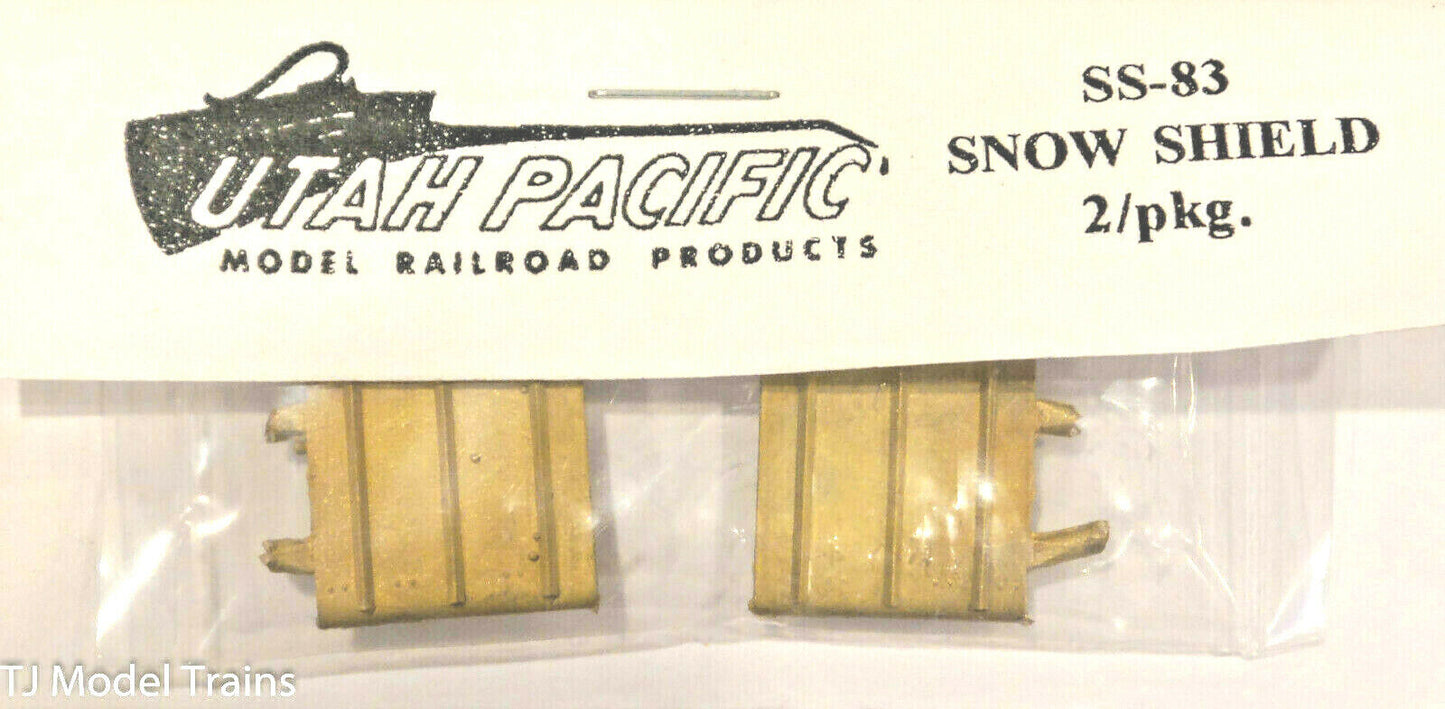 UTAH PACIFIC
MODEL RAILROAD PRODUCTS
SS-83
SNOW SHIELD
2/pkg.
TJ Model Trains